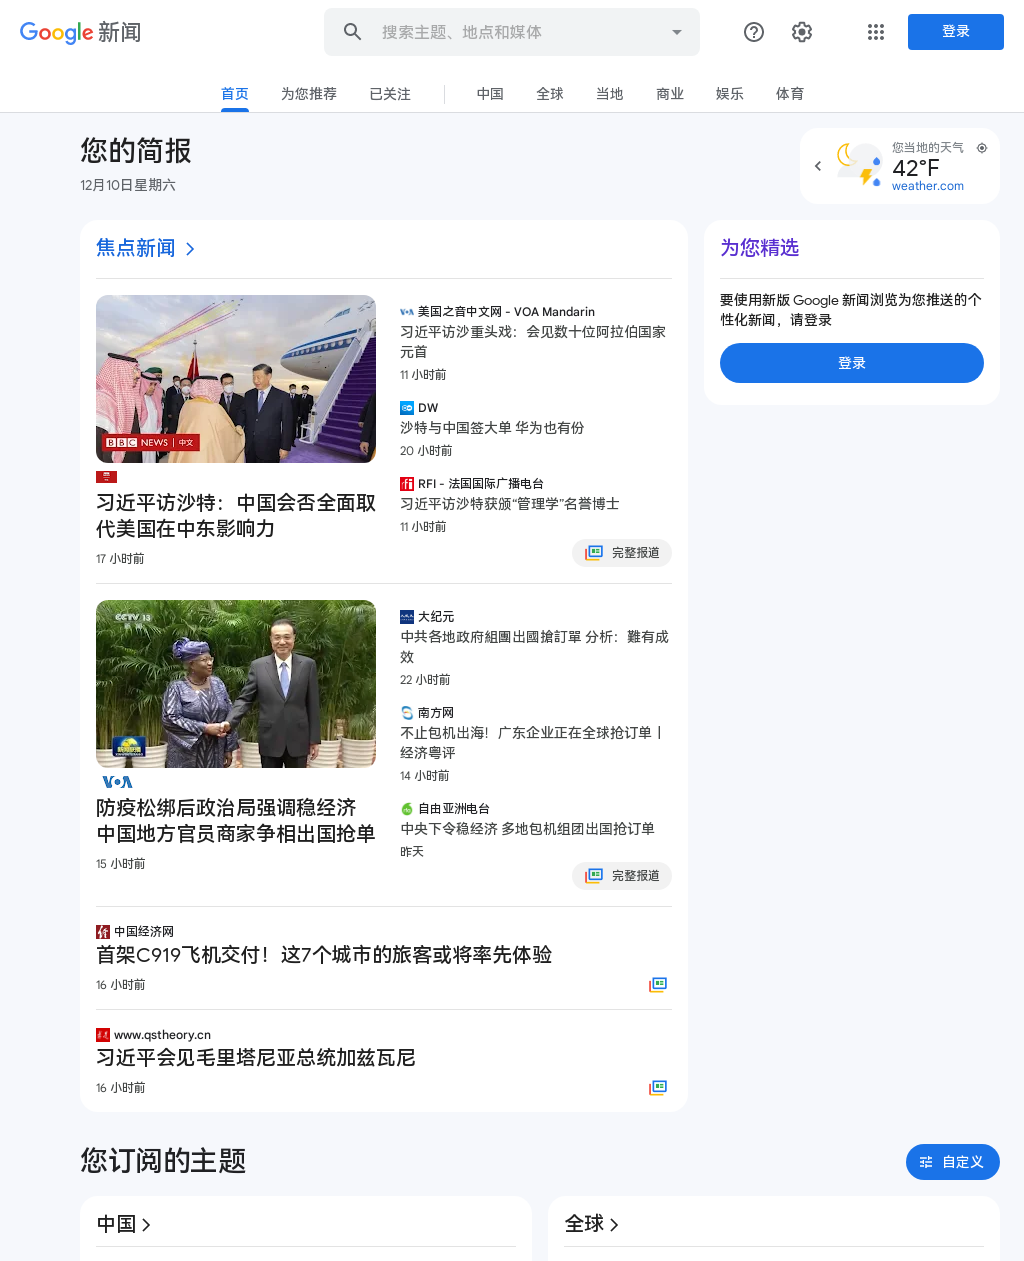 Google 新闻
搜索主题、地点和媒体
登录
首页
为您推荐
已关注
中国
全球
当地
商业
娱乐
体育
您的简报
12月10日星期六
您当地的天气
42°F
weather.com
焦点新闻
BBC NEWS 中文
习近平访沙特：中国会否全面取
代美国在中东影响力
17 小时前
美国之音中文网 - VOA Mandarin
习近平访沙重头戏：会见数十位阿拉伯国家
元首
11 小时前
DW
沙特与中国签大单 华为也有份
20 小时前
RFI - 法国国际广播电台
习近平访沙特获颁“管理学”名誉博士
11 小时前
完整报道
为您精选
要使用新版 Google 新闻浏览为您推送的个
性化新闻，请登录
登录
CCTV 13
VOA
防疫松绑后政治局强调稳经济
中国地方官员商家争相出国抢单
15 小时前
大纪元
中共各地政府組團出國搶訂單 分析：難有成
效
22 小时前
南方网
不止包机出海！广东企业正在全球抢订单丨
经济粤评
14 小时前
自由亚洲电台
中央下令稳经济 多地包机组团出国抢订单
昨天
完整报道
中国经济网
首架C919飞机交付！这7个城市的旅客或将率先体验
16 小时前
www.qstheory.cn
习近平会见毛里塔尼亚总统加兹瓦尼
16 小时前
您订阅的主题
自定义
中国
全球